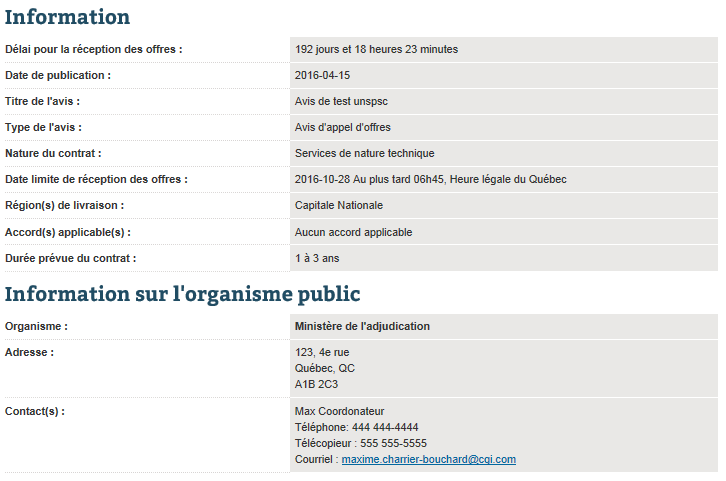 Information
Délai pour la réception des offres : 192 jours et 18 heures 23 minutes
Date de publication : 2016-04-15
Titre de l'avis : Avis de test unspsc
Type de l'avis : Avis d'appel d'offres
Nature du contrat : Services de nature technique
Date limite de réception des offres : 2016-10-28 Au plus tard 06h45, Heure légale du Québec
Région(s) de livraison : Capitale Nationale
Accord(s) applicable(s) : Aucun accord applicable
Durée prévue du contrat : 1 à 3 ans
Information sur l'organisme public
Organisme : Ministère de l'adjudication
Adresse : 123, 4e rue
Québec, QC
A1B 2C3
Contact(s) : Max Coordonateur
Téléphone: 444 444-4444
Télécopieur : 555 555-5555
Courriel : maxime.charrier-bouchard@cgi.com